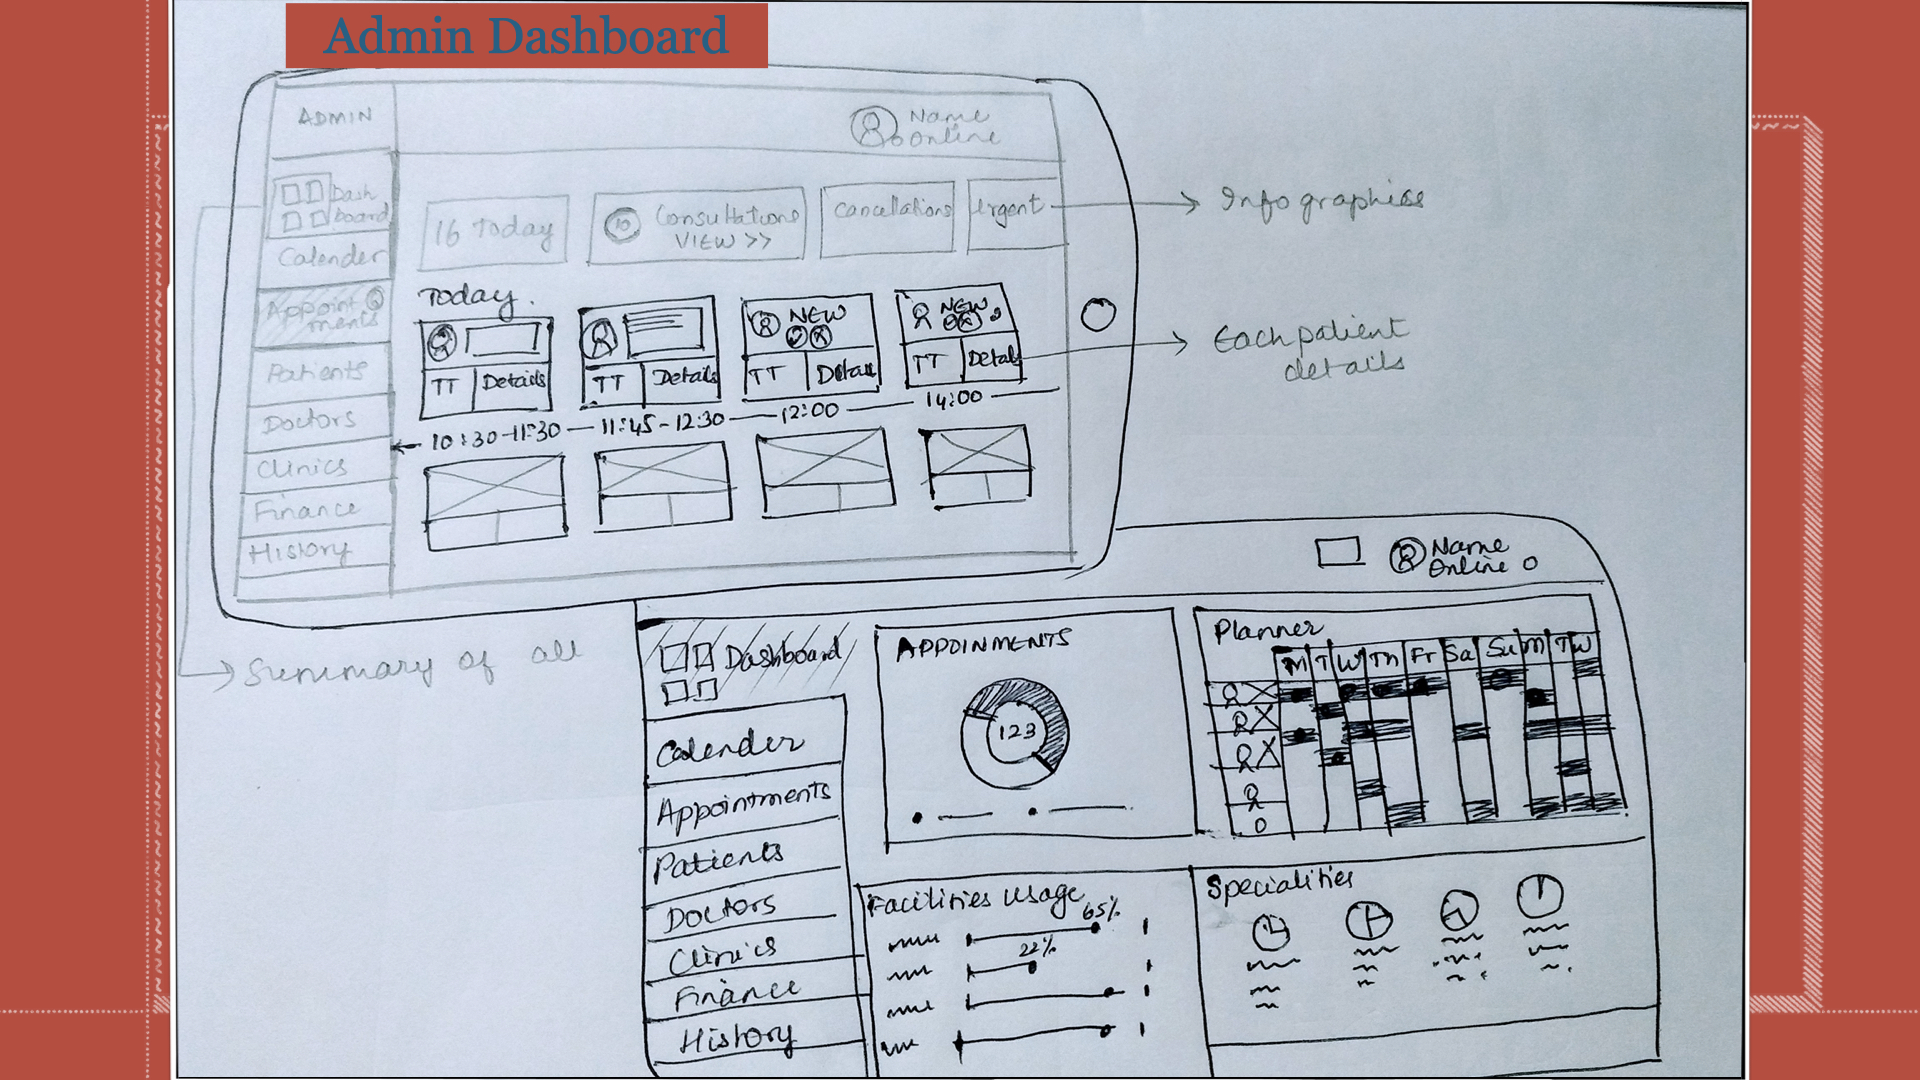 Admin Dashboard
ADMIN
Name
Online
Dash
board
Calender
Appoint
ments
Patients
Doctors
Clinics
Finance
History
16 Today
10 Consultations
VIEW >>
Cancellations
Urgent
Infographics
Today.
TT Details
TT Details
NEW
TT Detail
NEW
TT Details
Each patient
details
10:30-11:30 — 11:45-12:30 — 12:00 — 14:00
Summary of all
Name
Online
Dashboard
Calender
Appointments
Patients
Doctors
Clinics
Finance
History
APPOINMENTS
123
Planner
M T W Th Fr Sa Su M T W
Facilities Usage
65%
22%
Specialities